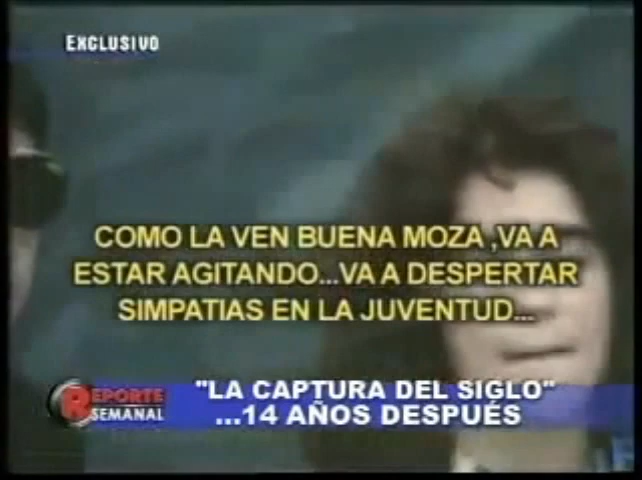 EXCLUSIVO
COMO LA VEN BUENA MOZA ,VA A
ESTAR AGITANDO...VA A DESPERTAR
SIMPATIAS EN LA JUVENTUD...
REPORTE
SEMANAL
"LA CAPTURA DEL SIGLO"
...14 AÑOS DESPUÉS